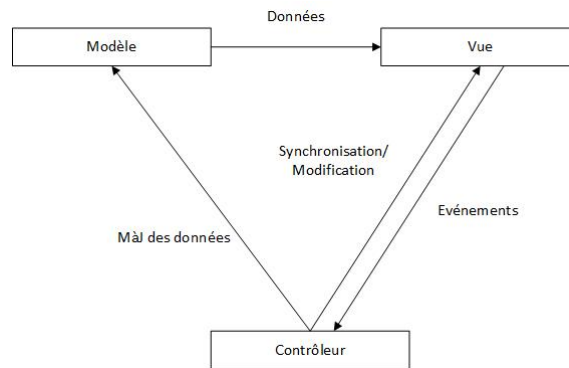 Données
Modèle
Vue
Synchronisation/
Modification
Evénements
MàJ des données
Contrôleur